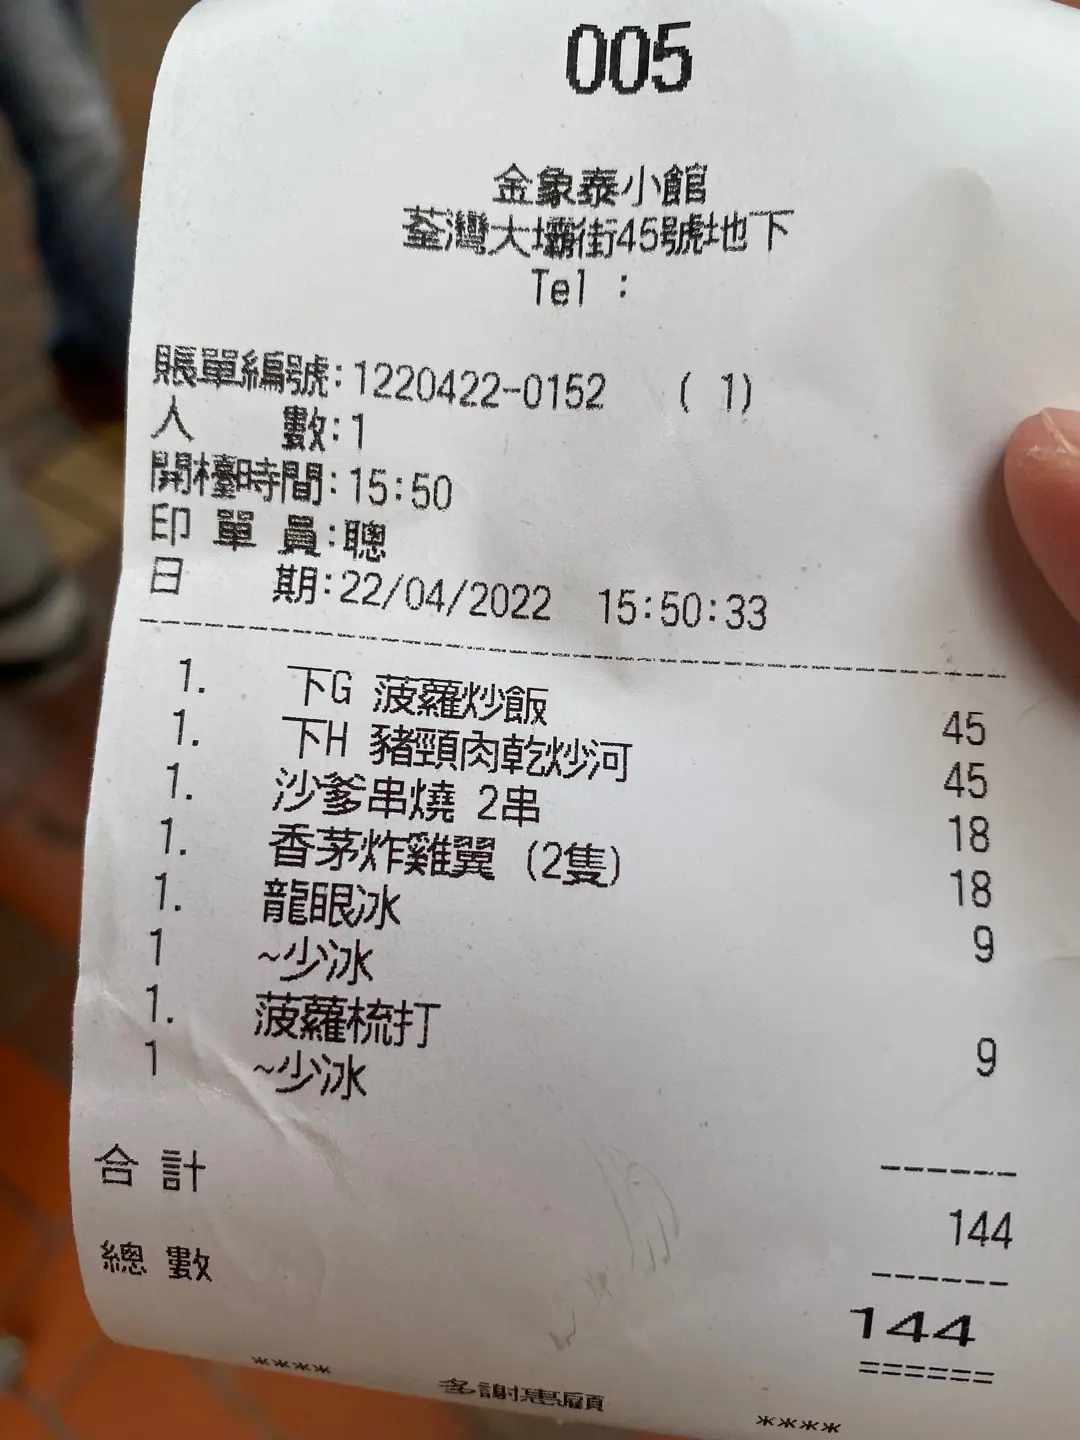 005
金象泰小館
荃灣大壩街45號地下
Tel :
賬單編號:1220422-0152 ( 1)
人 數:1
開檯時間:15:50
印 單 員:聰
日 期:22/04/2022 15:50:33
1. 下G 菠蘿炒飯 45
1. 下H 豬頸肉乾炒河 45
1. 沙爹串燒 2串 18
1. 香茅炸雞翼 (2隻) 18
1. 龍眼冰 9
1 ~少冰
1. 菠蘿梳打 9
1 ~少冰
合 計 144
總 數 144
**** 多謝惠顧 ****